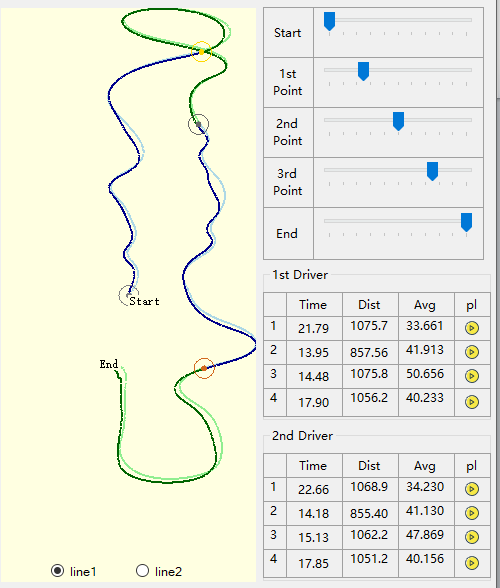 Start
1st
Point
2nd
Point
3rd
Point
End
Start
End
line1 line2
1st Driver
Time Dist Avg pl
1 21.79 1075.7 33.661
2 13.95 857.56 41.913
3 14.48 1075.8 50.656
4 17.90 1056.2 40.233
2nd Driver
Time Dist Avg pl
1 22.66 1068.9 34.230
2 14.18 855.40 41.130
3 15.13 1062.2 47.869
4 17.85 1051.2 40.156